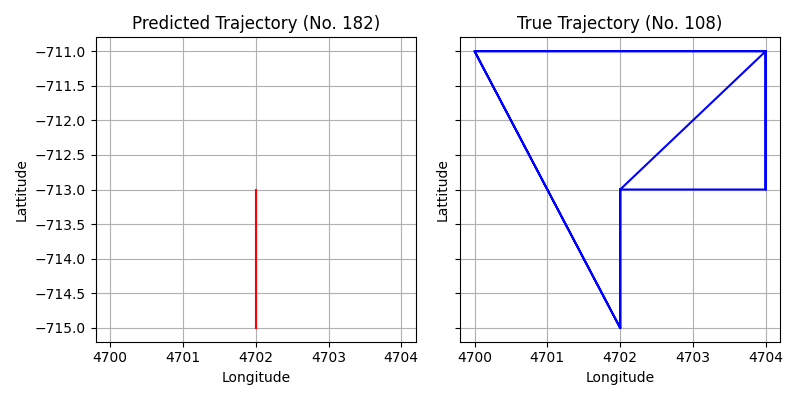 Predicted Trajectory (No. 182)
True Trajectory (No. 108)
−711.0
−711.5
−712.0
−712.5
−713.0
−713.5
−714.0
−714.5
−715.0
Lattitude
Lattitude
4700 4701 4702 4703 4704
4700 4701 4702 4703 4704
Longitude
Longitude